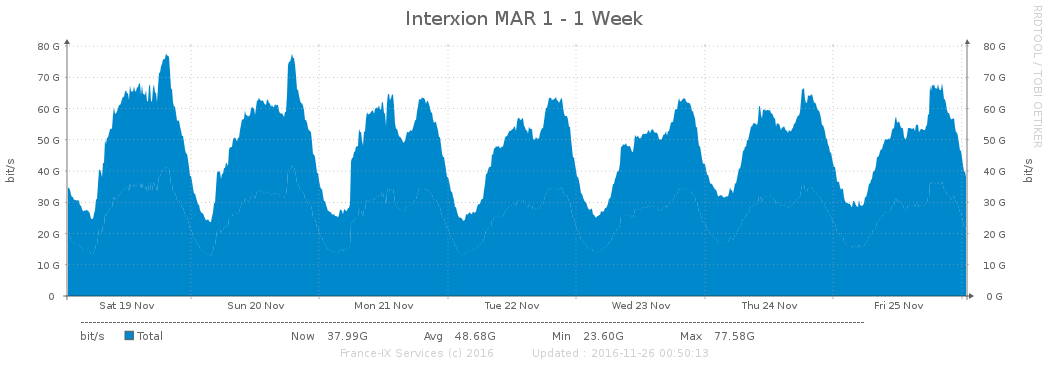 Interxion MAR 1 - 1 Week
RRDTOOL / TOBI OETIKER
80 G 80 G
70 G 70 G
60 G 60 G
50 G 50 G
40 G 40 G
30 G 30 G
20 G 20 G
10 G 10 G
0 0 G
bit/s bit/s
Sat 19 Nov Sun 20 Nov Mon 21 Nov Tue 22 Nov Wed 23 Nov Thu 24 Nov Fri 25 Nov
bit/s Total Now 37.99G Avg 48.68G Min 23.60G Max 77.58G
France-IX Services (c) 2016 Updated : 2016-11-26 00:50:13